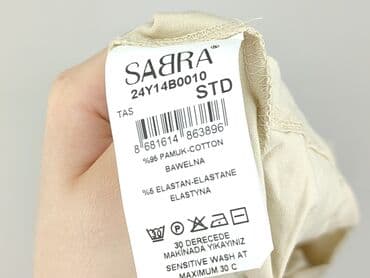 SABRA
24Y14B0010
STD
TAS
8 681614 863896
%95 PAMUK-COTTON
BAWELNA
%5 ELASTAN-ELASTANE
ELASTYNA
30
30 DERECEDE
MAKİNADA YIKAYINIZ
SENSITIVE WASH AT
MAXIMUM 30 C